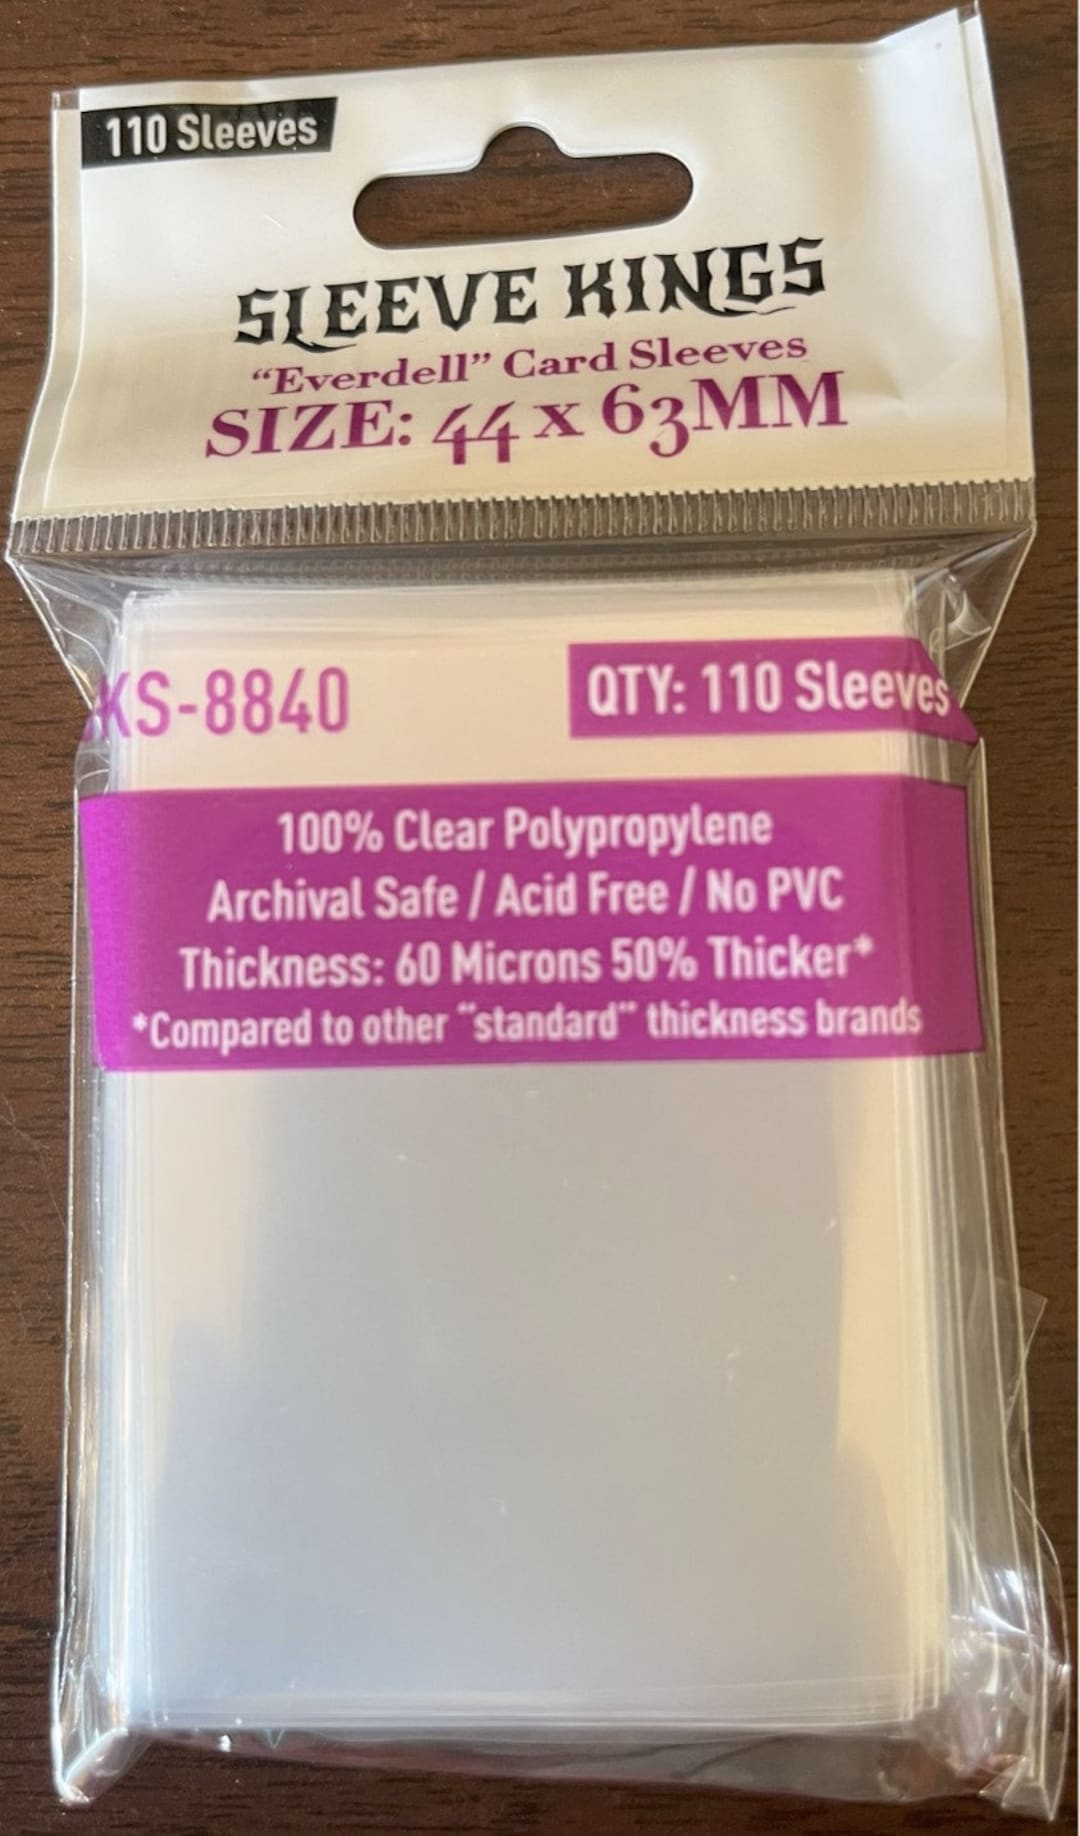 110 Sleeves
SLEEVE KINGS
“Everdell” Card Sleeves
SIZE: 44 x 63MM
SKS-8840
QTY: 110 Sleeves
100% Clear Polypropylene
Archival Safe / Acid Free / No PVC
Thickness: 60 Microns 50% Thicker*
*Compared to other “standard” thickness brands